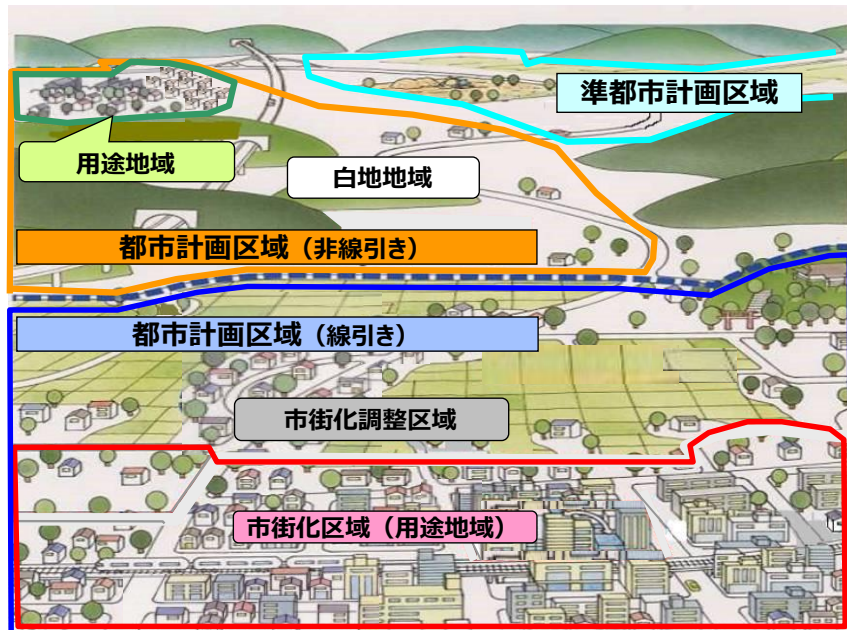 準都市計画区域
用途地域
白地地域
都市計画区域（非線引き）
都市計画区域（線引き）
市街化調整区域
市街化区域（用途地域）